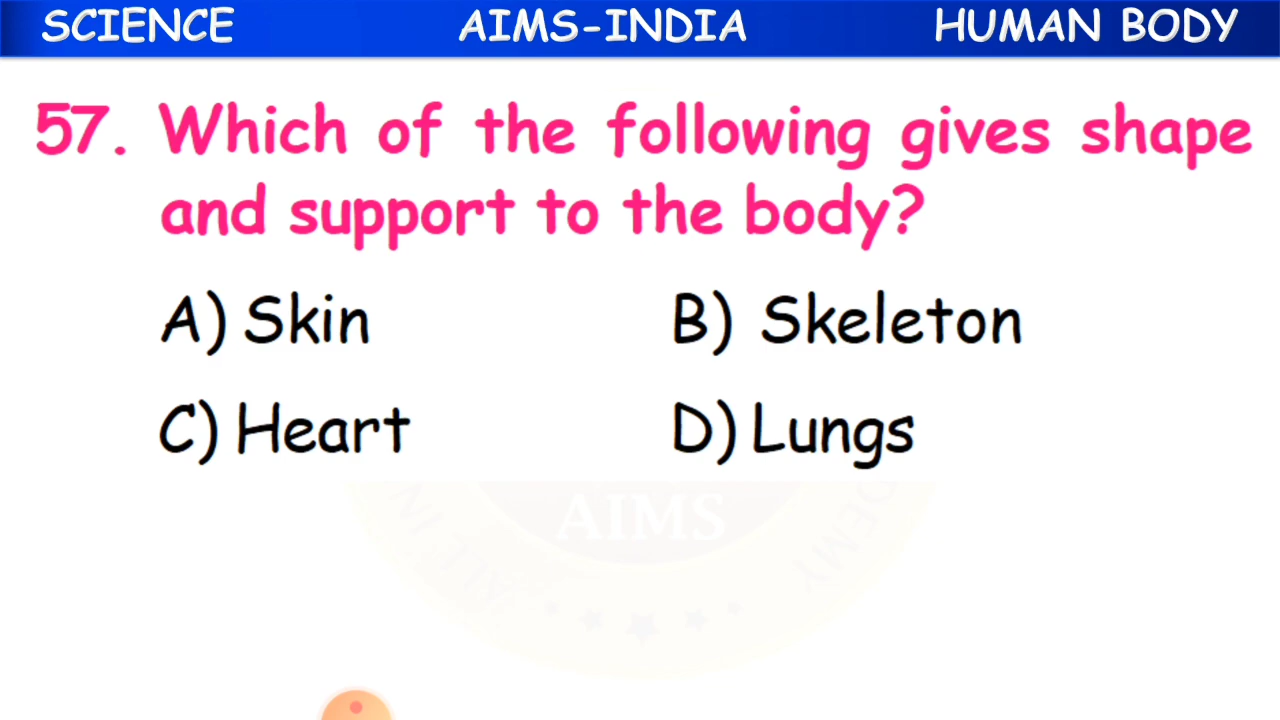 SCIENCE AIMS-INDIA HUMAN BODY
57. Which of the following gives shape
and support to the body?
A) Skin B) Skeleton
C) Heart D) Lungs
AIMS